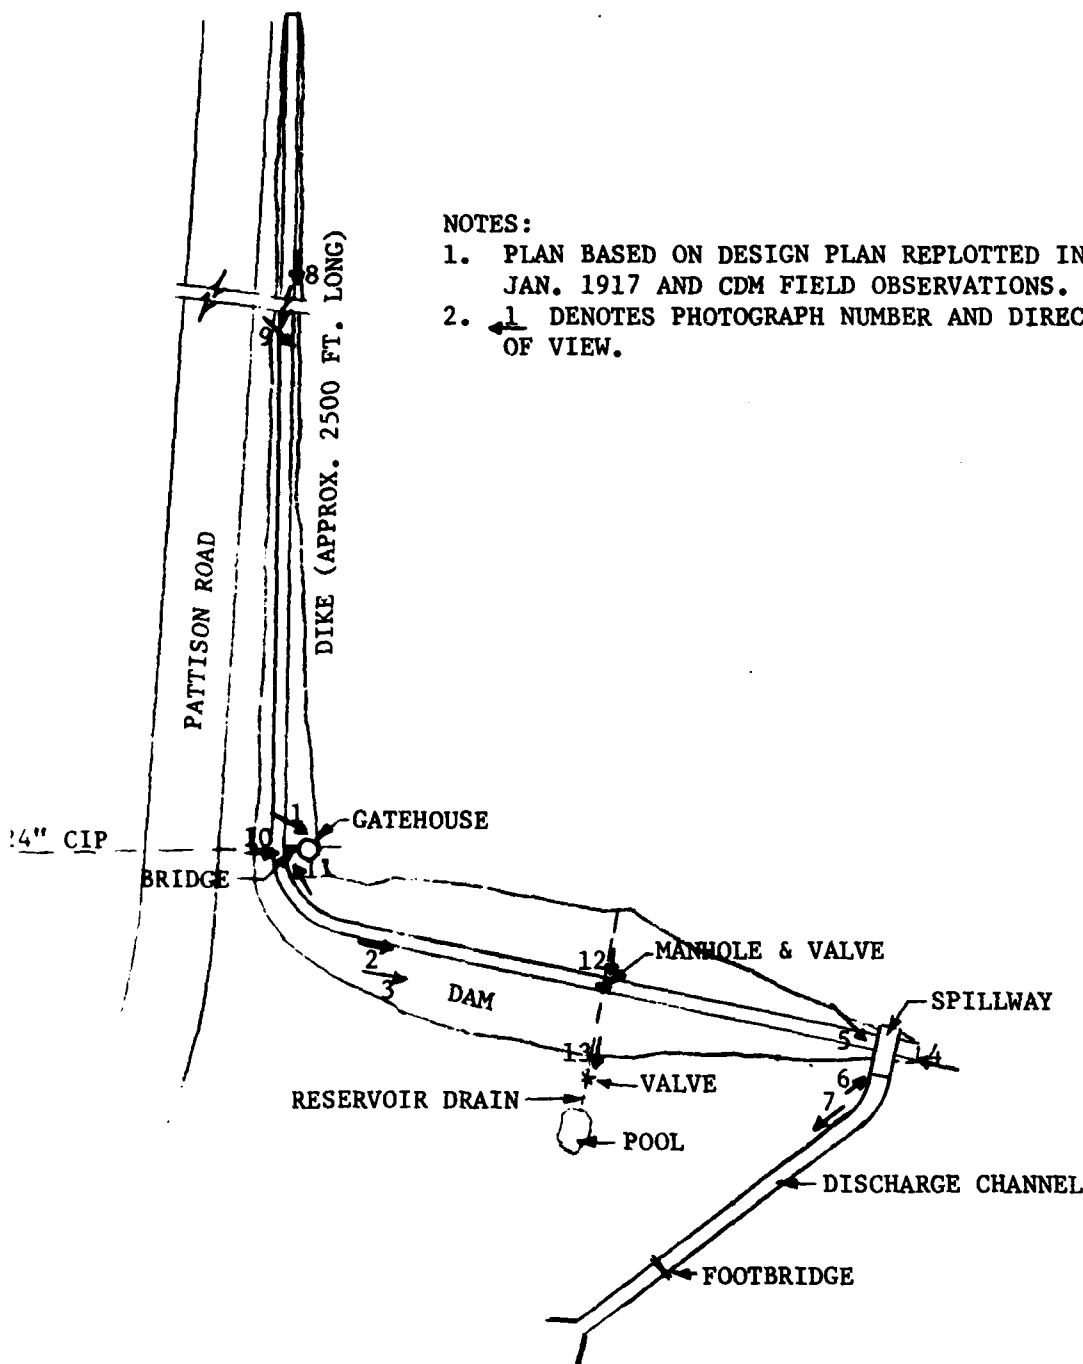 NOTES:
1. PLAN BASED ON DESIGN PLAN REPLOTTED IN
JAN. 1917 AND CDM FIELD OBSERVATIONS.
2. 1 DENOTES PHOTOGRAPH NUMBER AND DIREC
OF VIEW.
8
9
DIKE (APPROX. 2500 FT. LONG)
PATTISON ROAD
1
GATEHOUSE
10
24" CIP
BRIDGE
11
2
3
DAM
12
MANHOLE & VALVE
SPILLWAY
5
4
13
6
VALVE
7
RESERVOIR DRAIN
POOL
DISCHARGE CHANNEL
FOOTBRIDGE